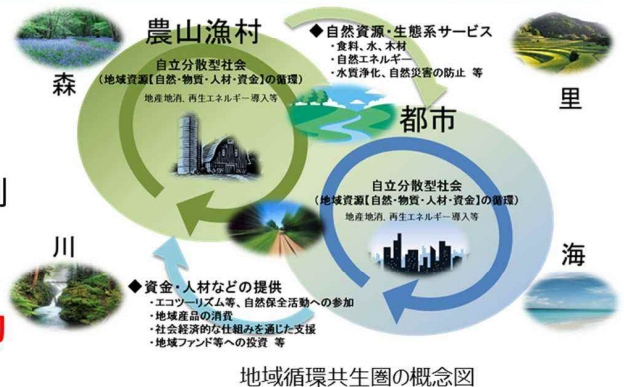 農山漁村
自立分散型社会
(地域資源【自然・物質・人材・資金】の循環)
地産地消、再生エネルギー導入等
◆自然資源・生態系サービス
・食料、水、木材
・自然エネルギー
・水質浄化、自然災害の防止 等
森
里
都市
自立分散型社会
(地域資源【自然・物質・人材・資金】の循環)
地産地消、再生エネルギー導入等
川
海
◆資金・人材などの提供
・エコツーリズム等、自然保全活動への参加
・地域産品の消費
・社会経済的な仕組みを通じた支援
・地域ファンド等への投資 等
地域循環共生圏の概念図